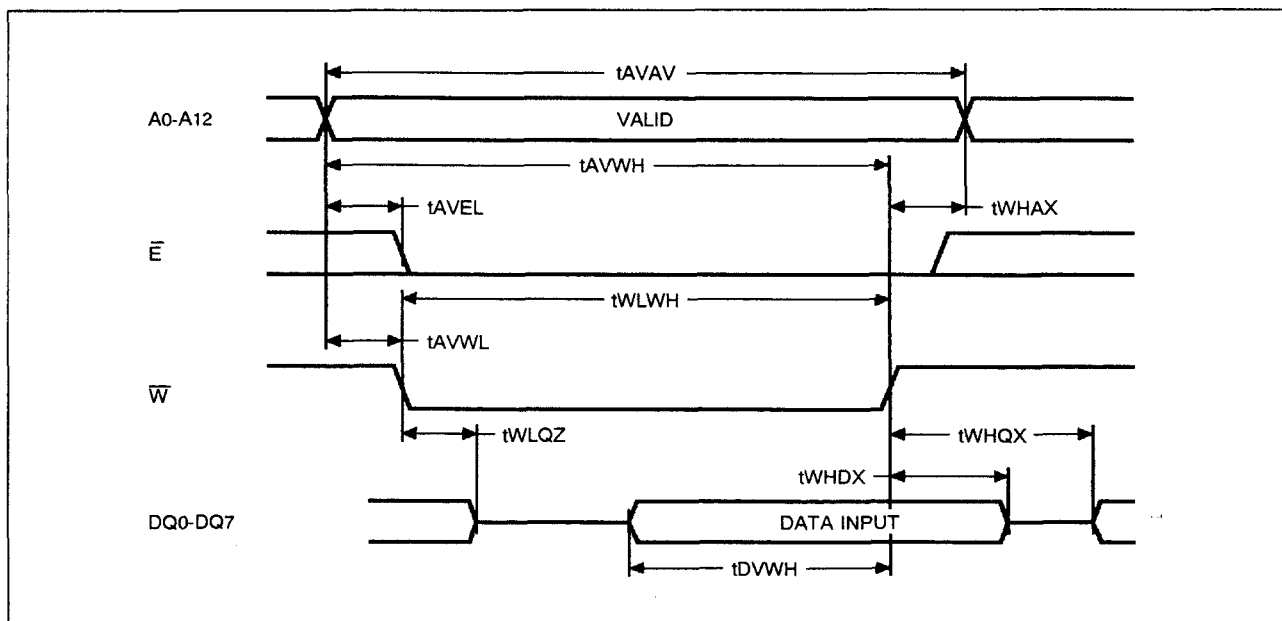 tAVAV
A0-A12
VALID
tAVWH
tAVEL
tWHAX
E̅
tWLWH
tAVWL
W̅
tWLQZ
tWHQX
tWHDX
DQ0-DQ7
DATA INPUT
tDVWH